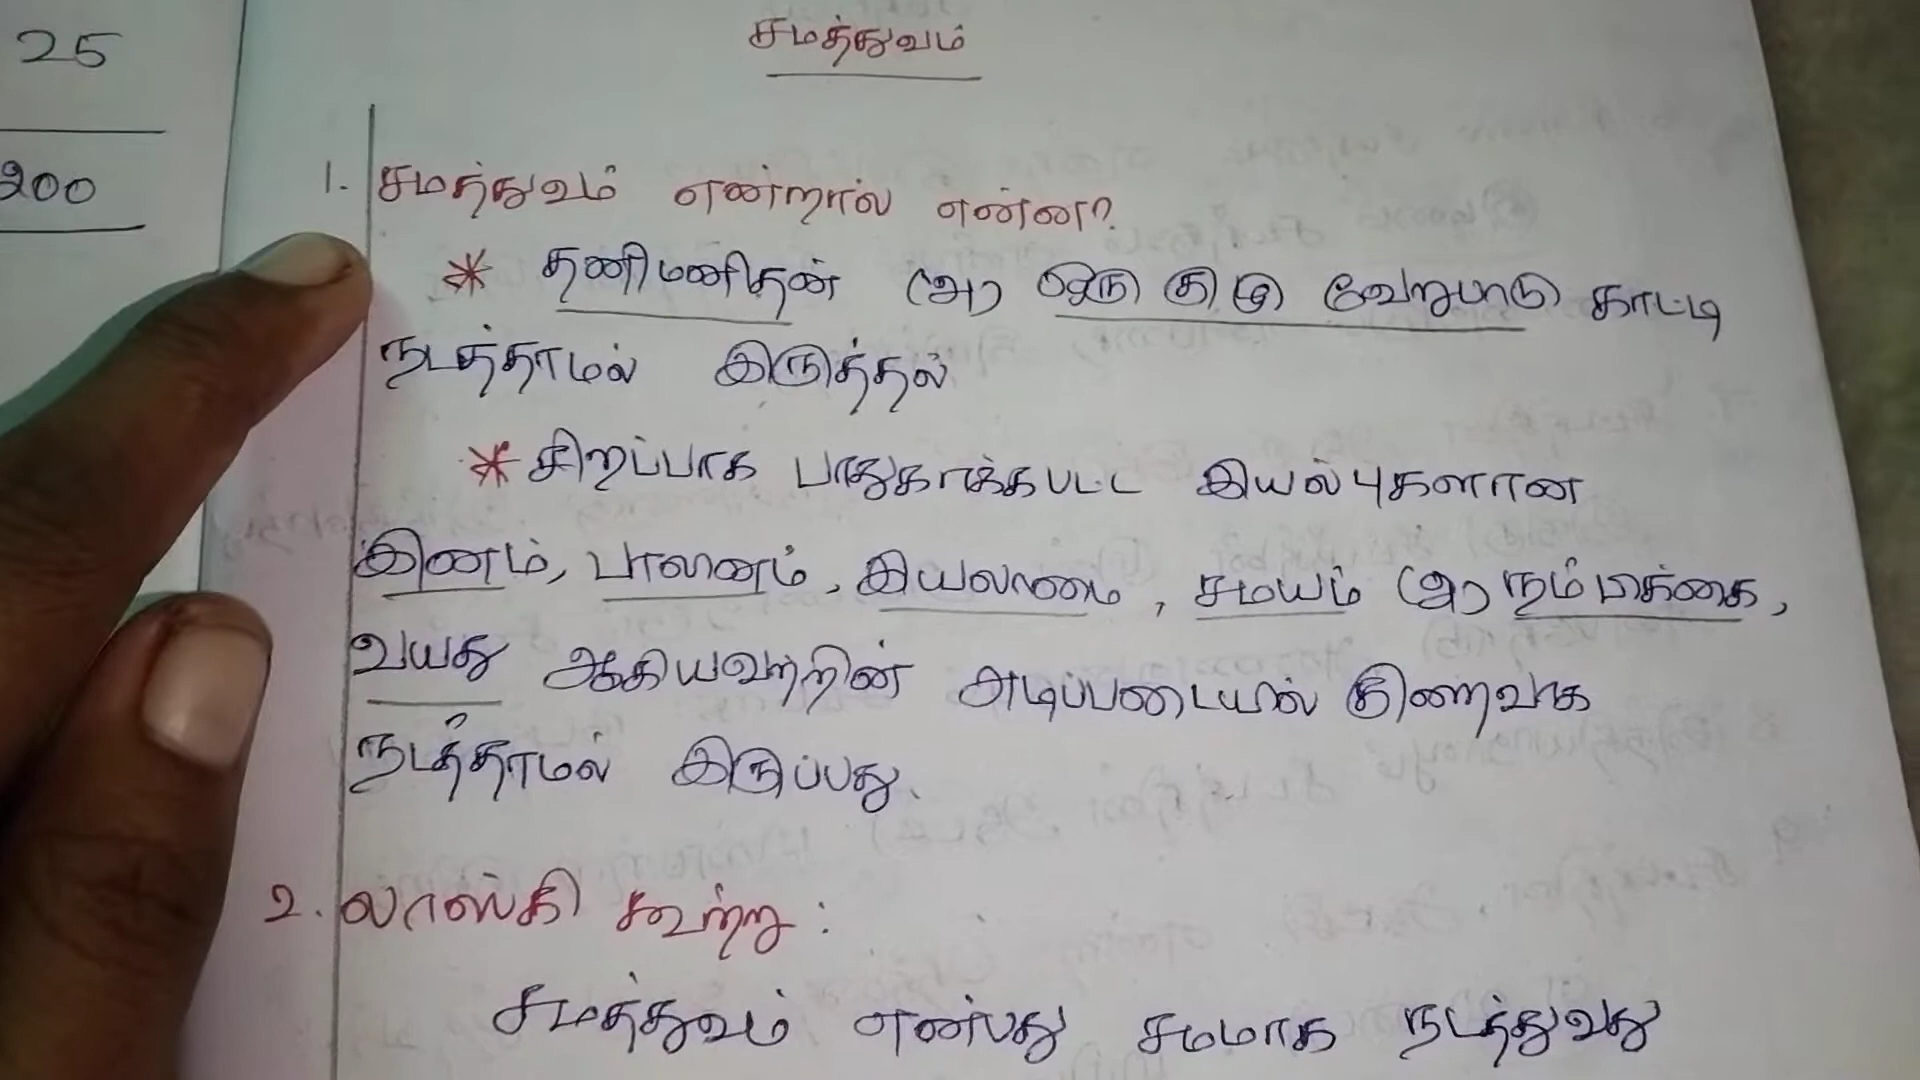 25
200
சமத்துவம்
1. சமத்துவம் என்றால் என்ன?
* தனிமனிதன் (அ) ஒரு குழு வேறுபாடு காட்டி
நடத்தாமல் இருத்தல்
* சிறப்பாக பாதுகாக்கபட்ட இயல்புகளான
இனம், பாலினம், இயலாமை, சமயம் (அ) நம்பிக்கை,
வயது ஆகியவற்றின் அடிப்படையில் குறைவாக
நடத்தாமல் இருப்பது.
2. லாஸ்கி கூற்று :
சமத்துவம் என்பது சமமாக நடத்துவது